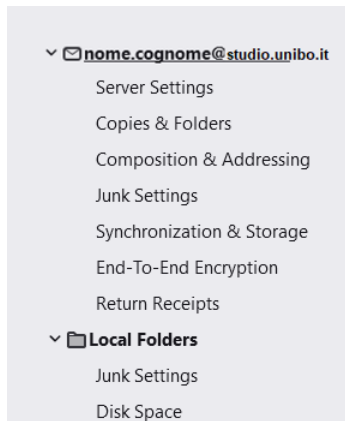 nome.cognome@studio.unibo.it
Server Settings
Copies & Folders
Composition & Addressing
Junk Settings
Synchronization & Storage
End-To-End Encryption
Return Receipts
Local Folders
Junk Settings
Disk Space